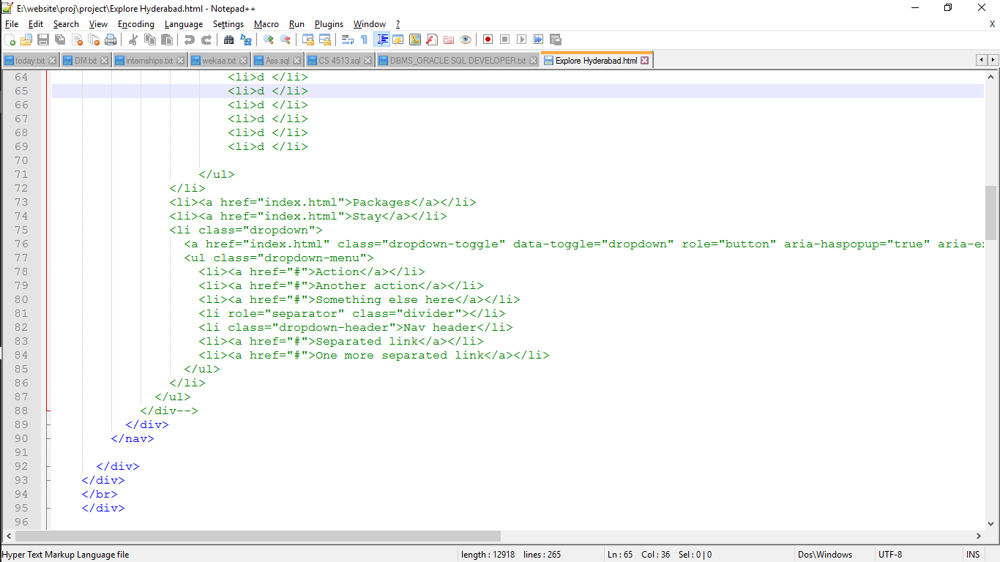 E:\website\proj\project\Explore Hyderabad.html - Notepad++
File Edit Search View Encoding Language Settings Macro Run Plugins Window ? X
today.txt DM.txt internships.txt wekaa.txt Ass.sql CS 4513.sql DBMS_ORACLE SQL DEVELOPER.txt Explore Hyderabad.html
64 <li>d </li>
65 <li>d </li>
66 <li>d </li>
67 <li>d </li>
68 <li>d </li>
69 <li>d </li>
70
71 </ul>
72 </li>
73 <li><a href="index.html">Packages</a></li>
74 <li><a href="index.html">Stay</a></li>
75 <li class="dropdown">
76 <a href="index.html" class="dropdown-toggle" data-toggle="dropdown" role="button" aria-haspopup="true" aria-e
77 <ul class="dropdown-menu">
78 <li><a href="#">Action</a></li>
79 <li><a href="#">Another action</a></li>
80 <li><a href="#">Something else here</a></li>
81 <li role="separator" class="divider"></li>
82 <li class="dropdown-header">Nav header</li>
83 <li><a href="#">Separated link</a></li>
84 <li><a href="#">One more separated link</a></li>
85 </ul>
86 </li>
87 </ul>
88 </div-->
89 </div>
90 </nav>
91
92 </div>
93 </div>
94 </br>
95 </div>
96
Hyper Text Markup Language file length : 12918 lines : 265 Ln : 65 Col : 36 Sel : 0 | 0 Dos\Windows UTF-8 INS